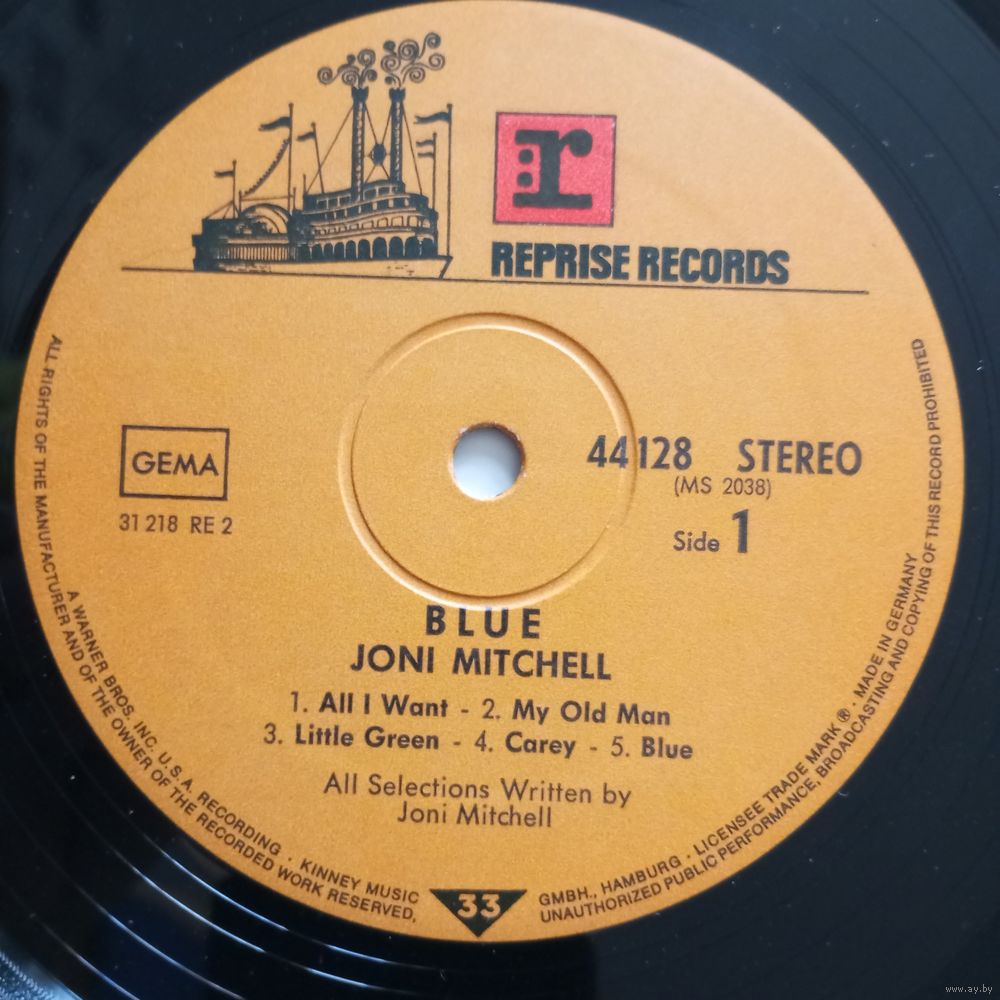 r
REPRISE RECORDS
GEMA
31 218 RE 2
44128 STEREO
(MS 2038)
Side 1
BLUE
JONI MITCHELL
1. All I Want - 2. My Old Man
3. Little Green - 4. Carey - 5. Blue
All Selections Written by
Joni Mitchell
33
ALL RIGHTS OF THE MANUFACTURER AND OF THE OWNER OF THE RECORDED WORK RESERVED,
UNAUTHORIZED PUBLIC PERFORMANCE, BROADCASTING AND COPYING OF THIS RECORD PROHIBITED
A WARNER BROS. INC. U.S.A. RECORDING · KINNEY MUSIC
GMBH., HAMBURG · LICENSEE TRADE MARK ® · MADE IN GERMANY
www.ay.by